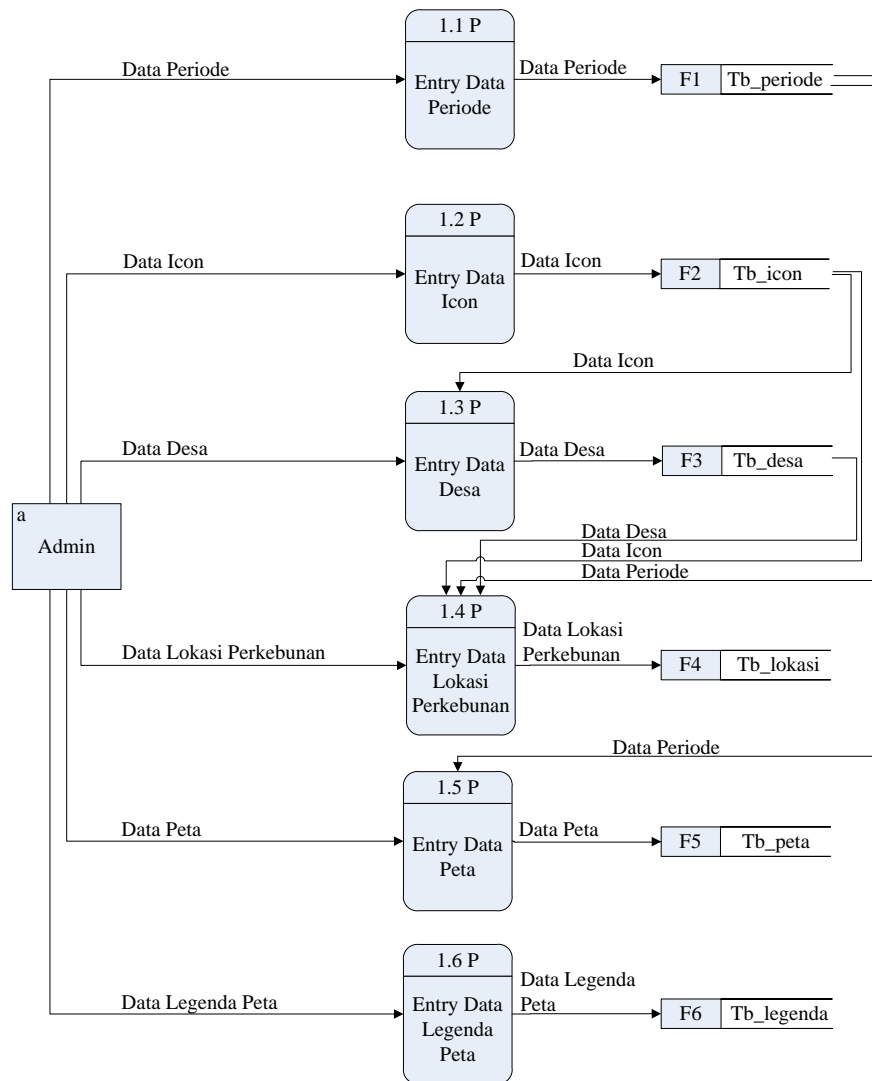 1.1 P
Data Periode
Entry Data
Periode
Data Periode
F1
Tb_periode
1.2 P
Data Icon
Entry Data
Icon
Data Icon
F2
Tb_icon
Data Icon
1.3 P
Data Desa
Entry Data
Desa
Data Desa
F3
Tb_desa
a
Admin
Data Desa
Data Icon
Data Periode
1.4 P
Data Lokasi Perkebunan
Entry Data
Lokasi
Perkebunan
Data Lokasi
Perkebunan
F4
Tb_lokasi
Data Periode
1.5 P
Data Peta
Entry Data
Peta
Data Peta
F5
Tb_peta
1.6 P
Data Legenda Peta
Entry Data
Legenda
Peta
Data Legenda
Peta
F6
Tb_legenda